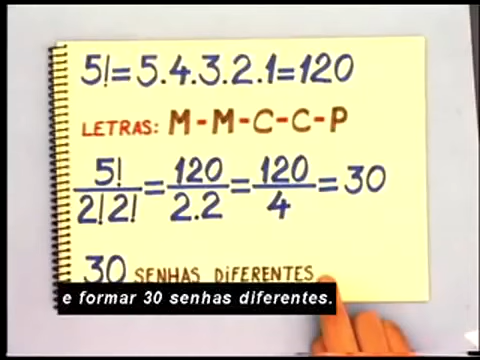 5! = 5.4.3.2.1 = 120
LETRAS: M-M-C-C-P
5!/2!2! = 120/2.2 = 120/4 = 30
30 SENHAS DiFERENTES
e formar 30 senhas diferentes.